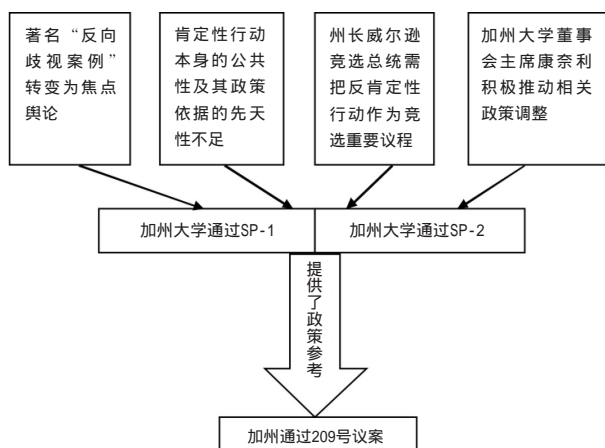 著名“反向
歧视案例”
转变为焦点
舆论
肯定性行动
本身的公共
性及其政策
依据的先天
性不足
州长威尔逊
竞选总统需
把反肯定性
行动作为竞
选重要议程
加州大学董事
会主席康奈利
积极推动相关
政策调整
加州大学通过SP-1
加州大学通过SP-2
提供了政策参考
加州通过209号议案